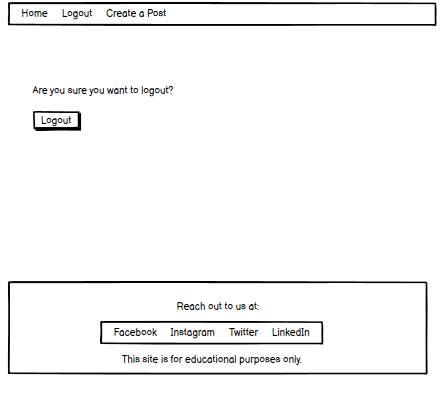 Home Logout Create a Post
Are you sure you want to logout?
Logout
Reach out to us at:
Facebook Instagram Twitter LinkedIn
This site is for educational purposes only.